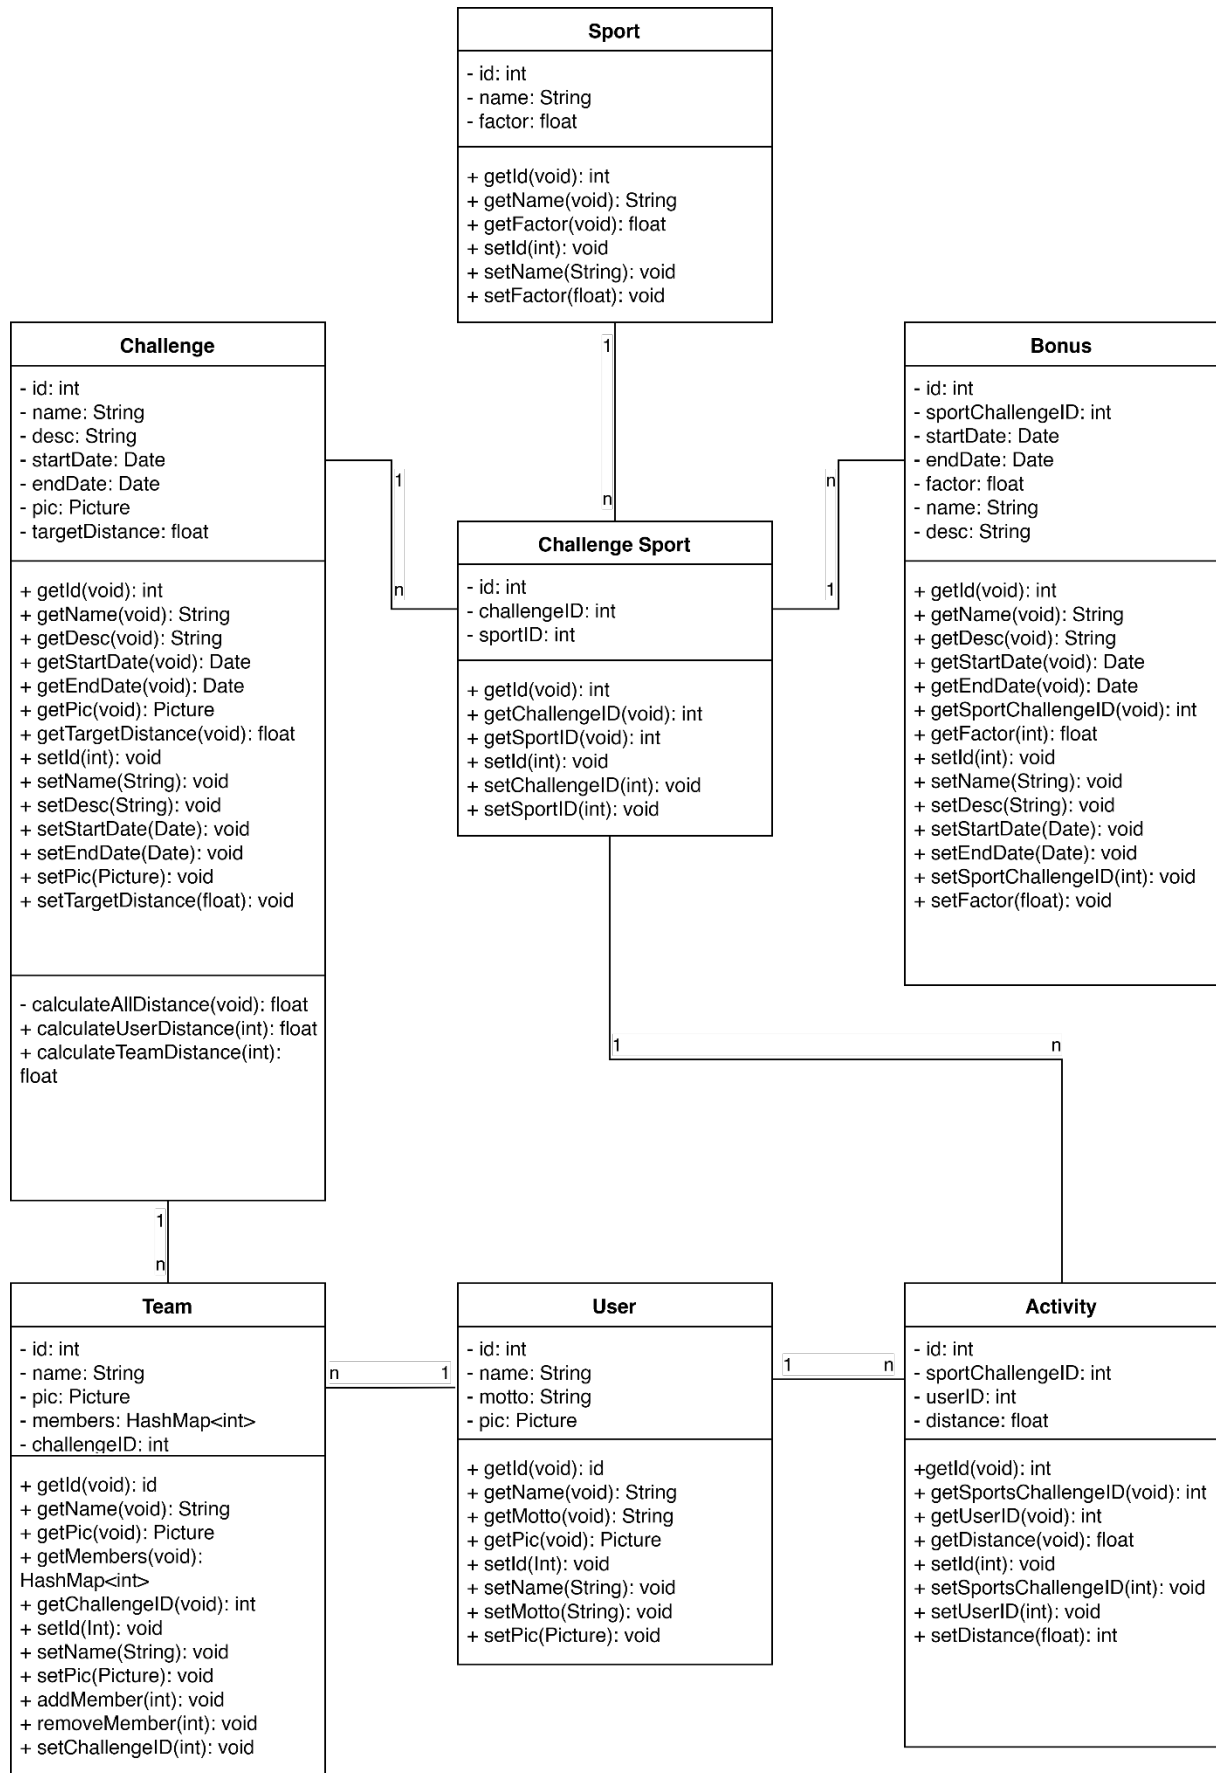 Sport
- id: int
- name: String
- factor: float
+ getId(void): int
+ getName(void): String
+ getFactor(void): float
+ setId(int): void
+ setName(String): void
+ setFactor(float): void
1
n
Challenge
- id: int
- name: String
- desc: String
- startDate: Date
- endDate: Date
- pic: Picture
- targetDistance: float
+ getId(void): int
+ getName(void): String
+ getDesc(void): String
+ getStartDate(void): Date
+ getEndDate(void): Date
+ getPic(void): Picture
+ getTargetDistance(void): float
+ setId(int): void
+ setName(String): void
+ setDesc(String): void
+ setStartDate(Date): void
+ setEndDate(Date): void
+ setPic(Picture): void
+ setTargetDistance(float): void
- calculateAllDistance(void): float
+ calculateUserDistance(int): float
+ calculateTeamDistance(int):
float
1
n
Challenge Sport
- id: int
- challengeID: int
- sportID: int
+ getId(void): int
+ getChallengeID(void): int
+ getSportID(void): int
+ setId(int): void
+ setChallengeID(int): void
+ setSportID(int): void
n
1
Bonus
- id: int
- sportChallengeID: int
- startDate: Date
- endDate: Date
- factor: float
- name: String
- desc: String
+ getId(void): int
+ getName(void): String
+ getDesc(void): String
+ getStartDate(void): Date
+ getEndDate(void): Date
+ getSportChallengeID(void): int
+ getFactor(int): float
+ setId(int): void
+ setName(String): void
+ setDesc(String): void
+ setStartDate(Date): void
+ setEndDate(Date): void
+ setSportChallengeID(int): void
+ setFactor(float): void
1 n
1
n
Team
- id: int
- name: String
- pic: Picture
- members: HashMap<int>
- challengeID: int
+ getId(void): id
+ getName(void): String
+ getPic(void): Picture
+ getMembers(void):
HashMap<int>
+ getChallengeID(void): int
+ setId(Int): void
+ setName(String): void
+ setPic(Picture): void
+ addMember(int): void
+ removeMember(int): void
+ setChallengeID(int): void
n 1
User
- id: int
- name: String
- motto: String
- pic: Picture
+ getId(void): id
+ getName(void): String
+ getMotto(void): String
+ getPic(void): Picture
+ setId(Int): void
+ setName(String): void
+ setMotto(String): void
+ setPic(Picture): void
1 n
Activity
- id: int
- sportChallengeID: int
- userID: int
- distance: float
+getId(void): int
+ getSportsChallengeID(void): int
+ getUserID(void): int
+ getDistance(void): float
+ setId(int): void
+ setSportsChallengeID(int): void
+ setUserID(int): void
+ setDistance(float): int